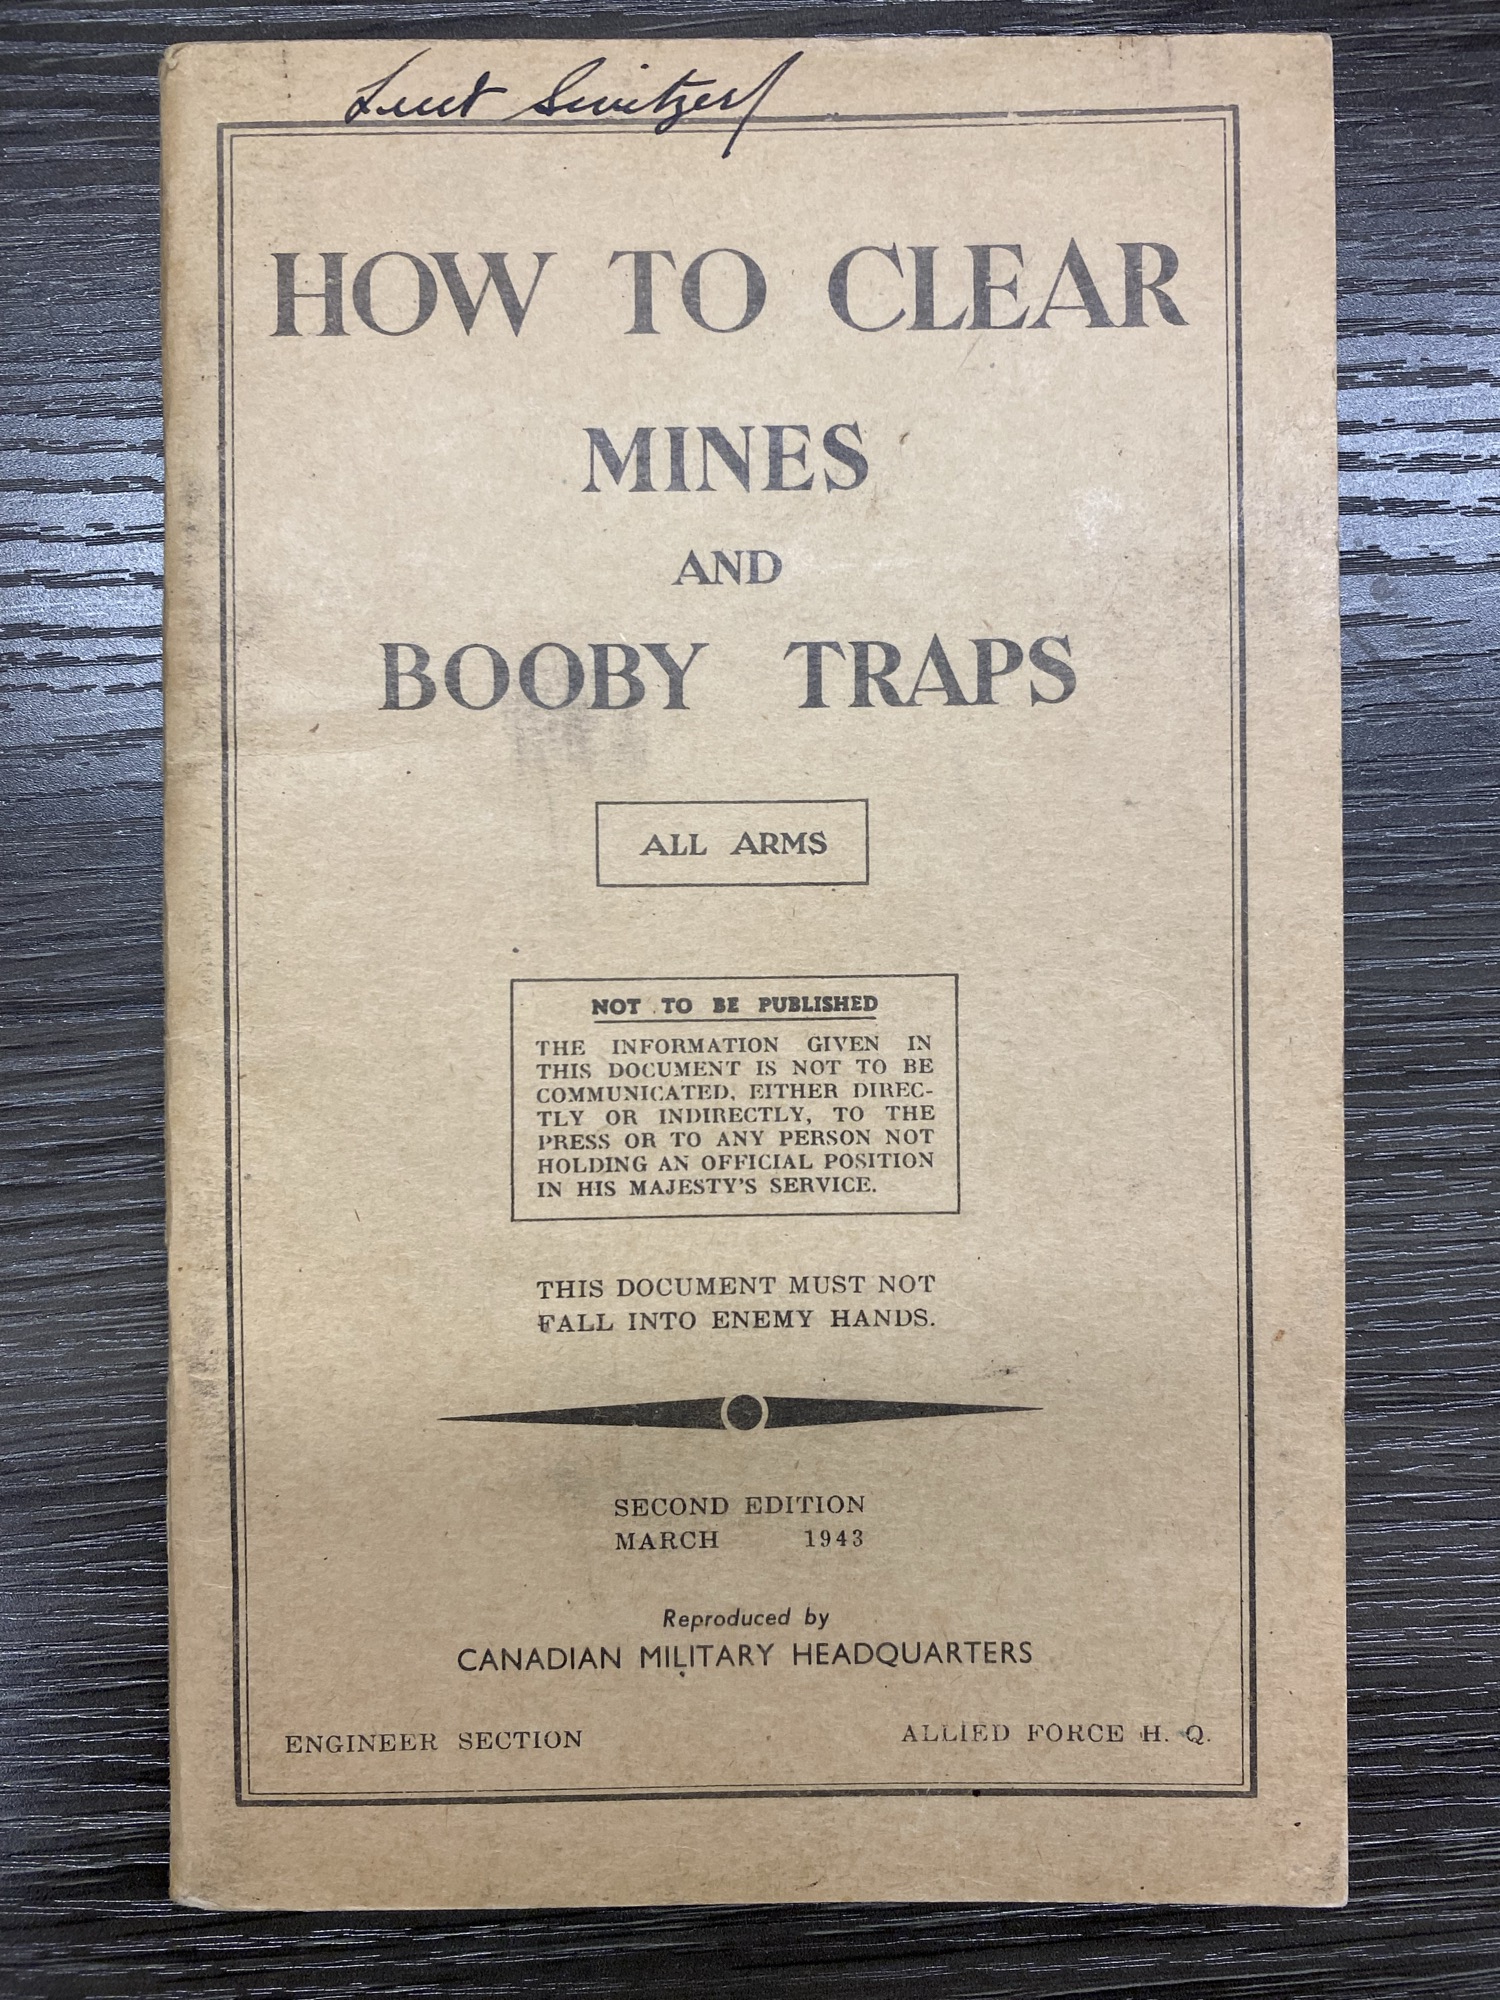 Lieut Switzer
HOW TO CLEAR
MINES
AND
BOOBY TRAPS
ALL ARMS
NOT TO BE PUBLISHED
THE INFORMATION GIVEN IN
THIS DOCUMENT IS NOT TO BE
COMMUNICATED, EITHER DIREC-
TLY OR INDIRECTLY, TO THE
PRESS OR TO ANY PERSON NOT
HOLDING AN OFFICIAL POSITION
IN HIS MAJESTY'S SERVICE.
THIS DOCUMENT MUST NOT
FALL INTO ENEMY HANDS.
SECOND EDITION
MARCH 1943
Reproduced by
CANADIAN MILITARY HEADQUARTERS
ENGINEER SECTION ALLIED FORCE H. Q.